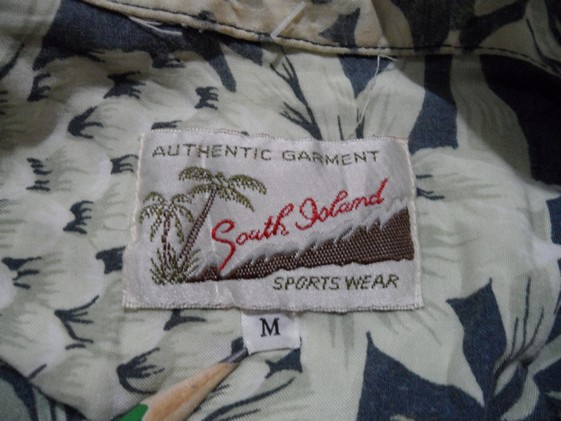 AUTHENTIC GARMENT
South Island
SPORTS WEAR
M